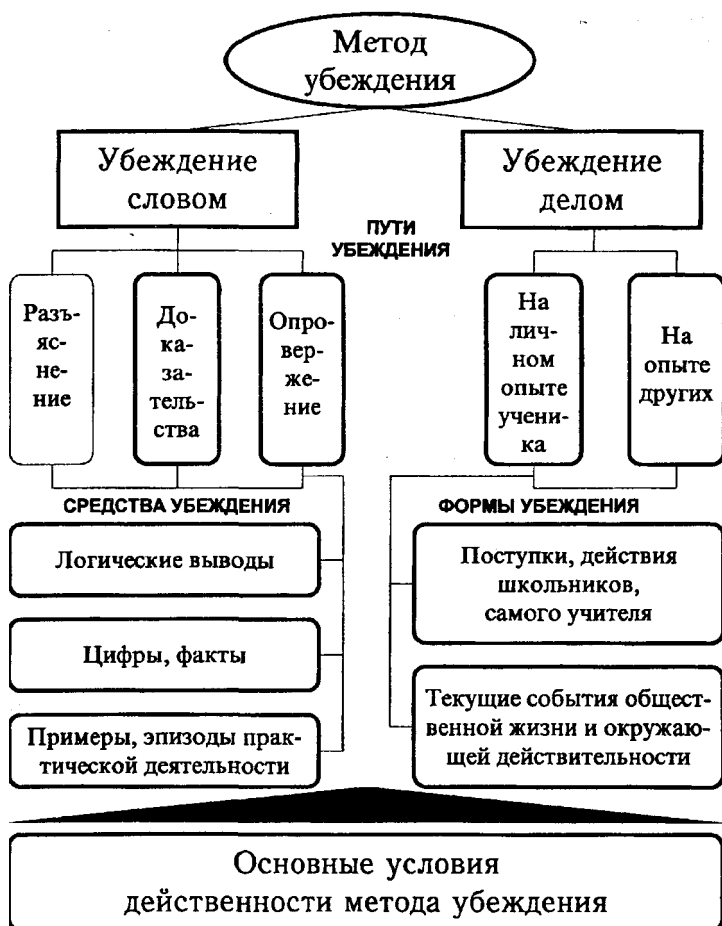 Метод
убеждения
Убеждение
словом
Убеждение
делом
ПУТИ
УБЕЖДЕНИЯ
Разъ-
яс-
не-
ние
До-
ка-
за-
тель-
ства
Опро-
вер-
же-
ние
На
лич-
ном
опыте
учени-
ка
На
опыте
других
СРЕДСТВА УБЕЖДЕНИЯ
Логические выводы
Цифры, факты
Примеры, эпизоды прак-
тической деятельности
ФОРМЫ УБЕЖДЕНИЯ
Поступки, действия
школьников,
самого учителя
Текущие события общест-
венной жизни и окружаю-
щей действительности
Основные условия
действенности метода убеждения